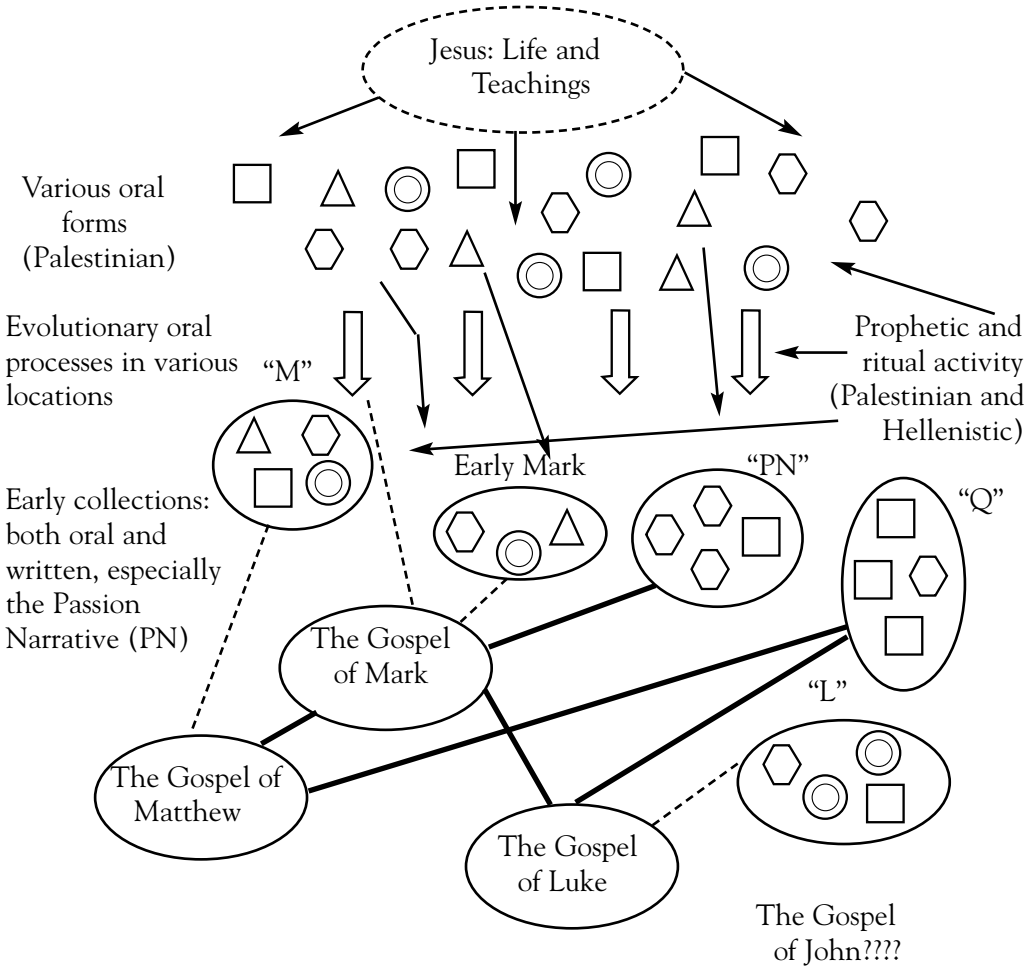 Jesus: Life and
Teachings
Various oral
forms
(Palestinian)
Evolutionary oral
processes in various
locations
“M”
Prophetic and
ritual activity
(Palestinian and
Hellenistic)
Early Mark
“PN”
“Q”
Early collections:
both oral and
written, especially
the Passion
Narrative (PN)
The Gospel
of Mark
“L”
The Gospel of
Matthew
The Gospel
of Luke
The Gospel
of John????